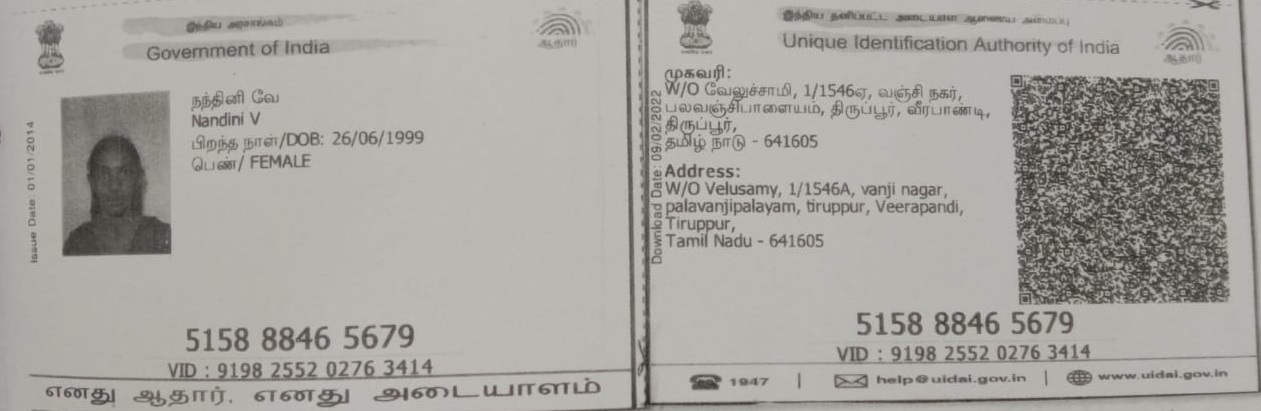 இந்திய அரசாங்கம்
Government of India
ஆதார்
Issue Date: 01/01/2014
நந்தினி வே
Nandini V
பிறந்த நாள்/DOB: 26/06/1999
பெண்/ FEMALE
5158 8846 5679
VID : 9198 2552 0276 3414
எனது ஆதார், எனது அடையாளம்
இந்திய தனிப்பட்ட அடையாள ஆணைய அமைப்பு
Unique Identification Authority of India
ஆதார்
Download Date: 09/02/2022
முகவரி:
W/O வேலுச்சாமி, 1/1546ஏ, வஞ்சி நகர்,
பலவஞ்சிபாளையம், திருப்பூர், வீரபாண்டி,
திருப்பூர்,
தமிழ் நாடு - 641605
Address:
W/O Velusamy, 1/1546A, vanji nagar,
palavanjipalayam, tiruppur, Veerapandi,
Tiruppur,
Tamil Nadu - 641605
5158 8846 5679
VID : 9198 2552 0276 3414
1947 | help@uidai.gov.in | www.uidai.gov.in